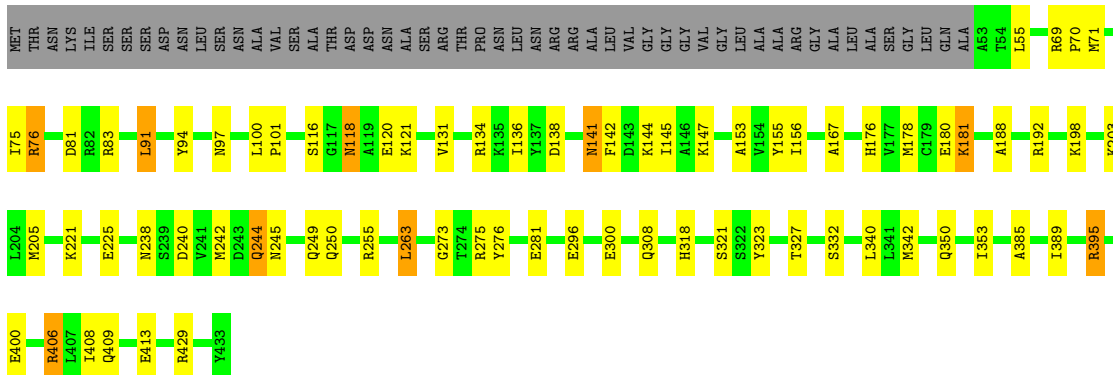 MET THR ASN LYS ILE SER SER SER ASP ASN LEU SER ASN ALA VAL SER ALA THR ASP ASP ASN ALA SER ARG THR PRO ASN LEU ASN ARG ARG ALA LEU VAL GLY GLY GLY VAL GLY LEU ALA ALA ARG GLY ALA LEU ALA SER GLY LEU GLN ALA A53 T54 L55 R69 P70 M71
I75 R76 D81 R82 R83 L91 Y94 N97 L100 P101 S116 G117 N118 A119 E120 K121 V131 R134 K135 I136 Y137 D138 N141 F142 D143 K144 I145 A146 K147 A153 V154 Y155 I156 A167 H176 V177 M178 C179 E180 K181 A188 R192 K198 K203
L204 M205 K221 E225 N238 S239 D240 V241 M242 D243 Q244 N245 Q249 Q250 R255 L263 G273 T274 R275 Y276 E281 E296 E300 Q308 H318 S321 S322 Y323 T327 S332 L340 L341 M342 Q350 I353 A385 I389 R395
E400 R406 L407 I408 Q409 E413 R429 Y433